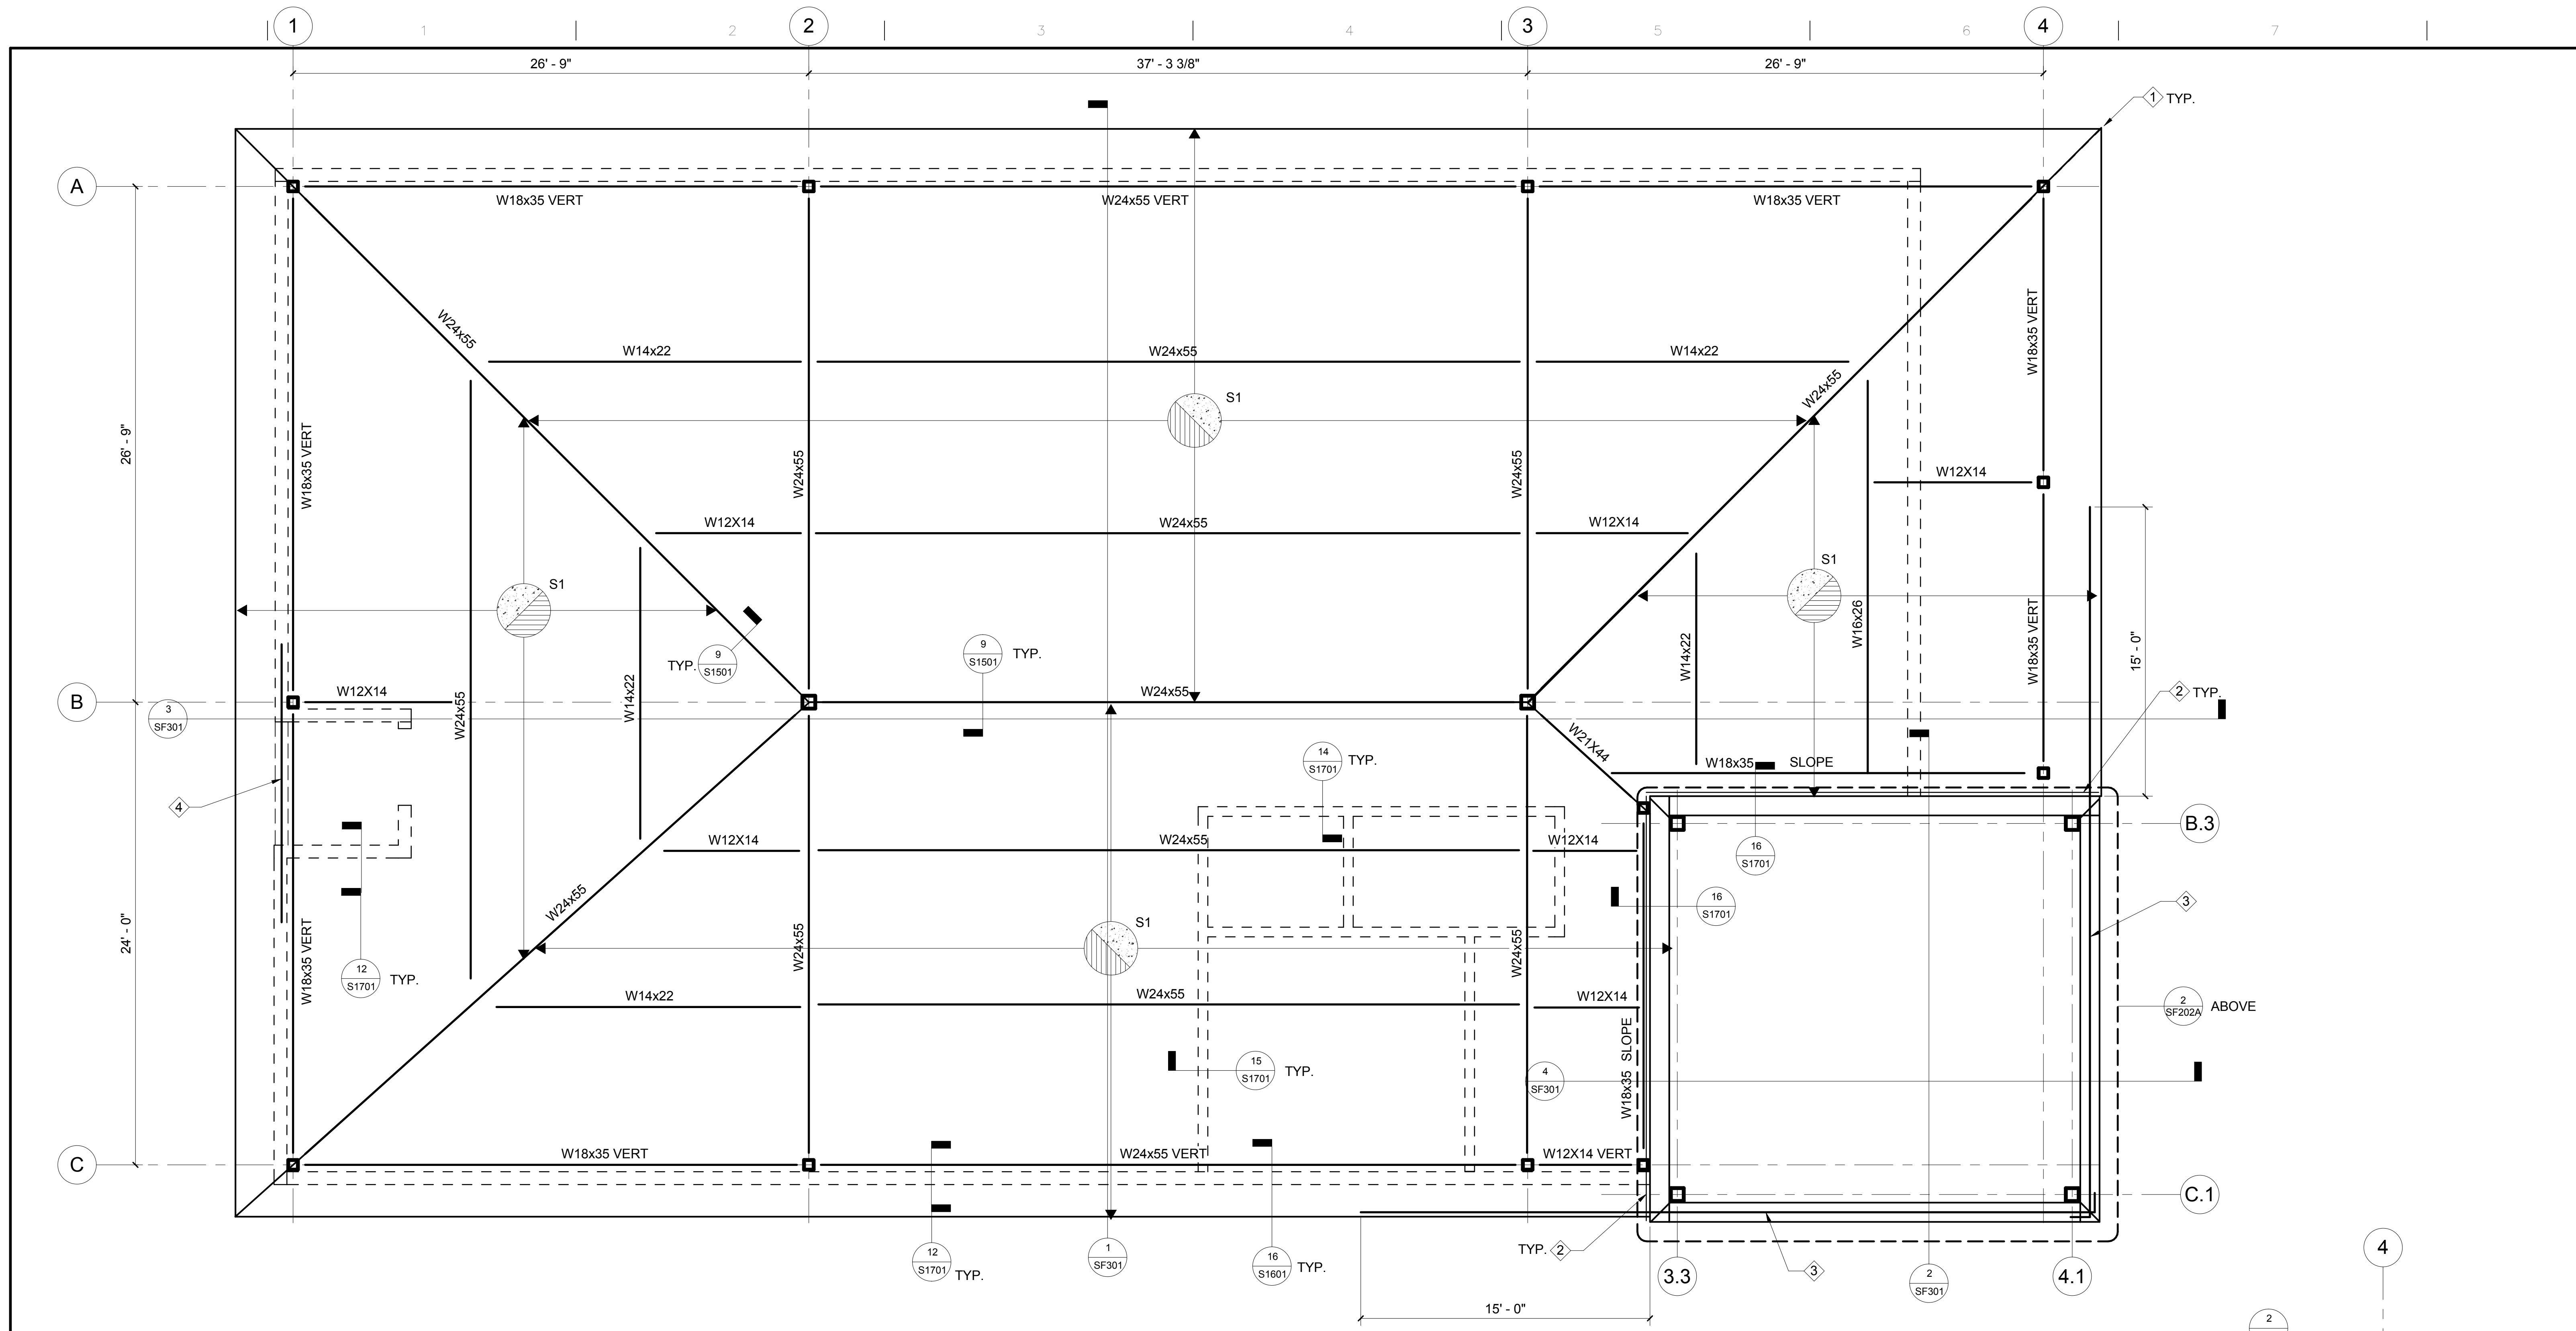 1
2
3
4
1
2
3
4
5
6
7
26' - 9"
37' - 3 3/8"
26' - 9"
1 TYP.
A
W18x35 VERT
W24x55 VERT
W18x35 VERT
W18x35 VERT
W24x55
W14x22
W24x55
W14x22
W24x55
S1
26' - 9"
W18x35 VERT
W24x55
W24x55
W12X14
W12X14
W24x55
W12X14
S1
S1
W14x22
W16x26
W18x35 VERT
15' - 0"
TYP.
9
S1501
9
S1501
TYP.
B
W12X14
W24x55
W14x22
W24x55
2 TYP.
3
SF301
W21X44
14
S1701
TYP.
W18x35
SLOPE
4
W12X14
W24x55
W12X14
B.3
16
S1701
16
S1701
3
24' - 0"
W24x55
W18x35 VERT
W24x55
S1
W24x55
12
S1701
TYP.
W14x22
W24x55
W12X14
2
SF202A
ABOVE
W18x35 SLOPE
15
S1701
TYP.
4
SF301
C
W18x35 VERT
W24x55 VERT
W12X14 VERT
C.1
12
S1701
TYP.
1
SF301
16
S1601
TYP.
TYP. 2
3
3.3
2
SF301
4.1
4
15' - 0"
2